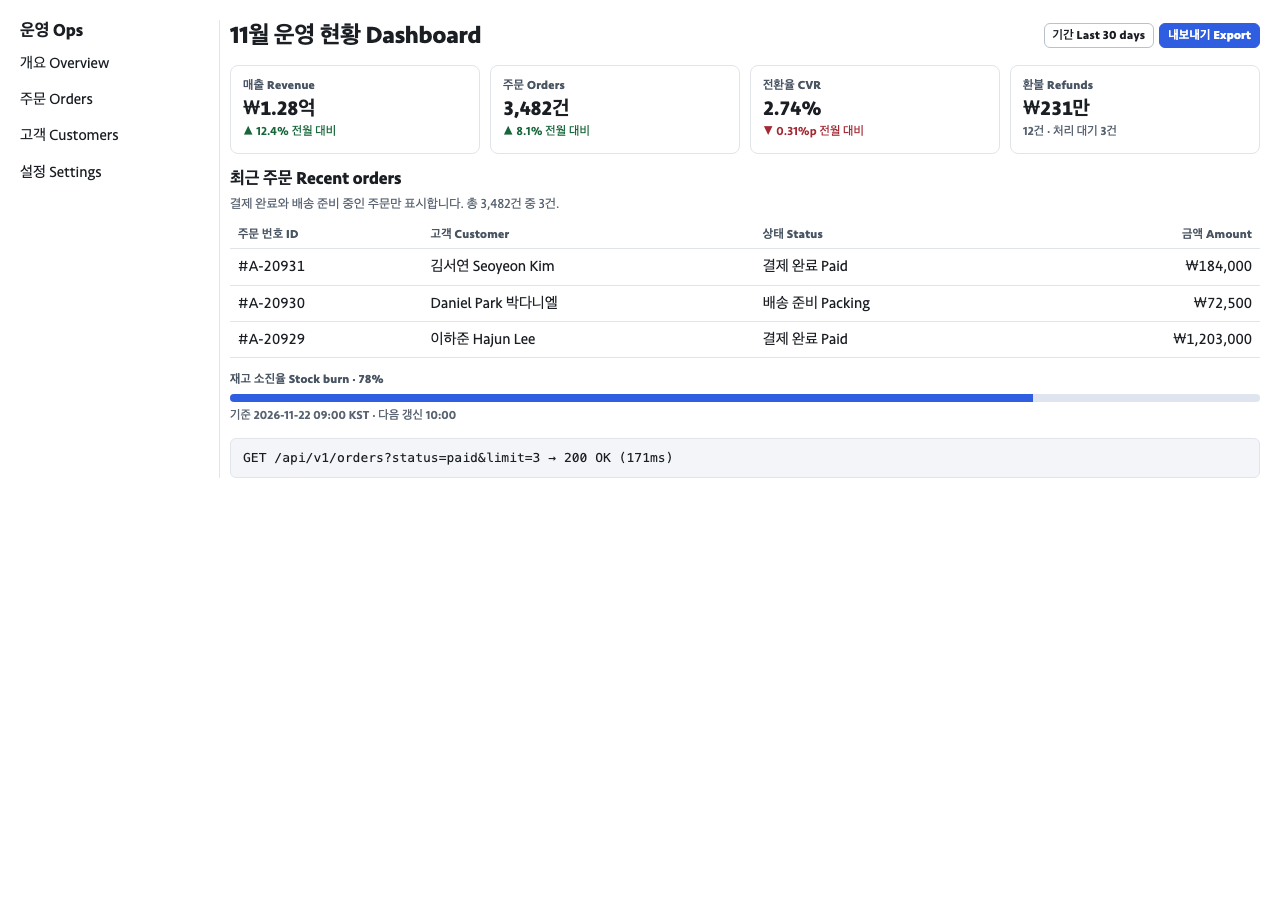 운영 Ops
개요 Overview
주문 Orders
고객 Customers
설정 Settings
11월 운영 현황 Dashboard
기간 Last 30 days
내보내기 Export
매출 Revenue
₩1.28억
▲ 12.4% 전월 대비
주문 Orders
3,482건
▲ 8.1% 전월 대비
전환율 CVR
2.74%
▼ 0.31%p 전월 대비
환불 Refunds
₩231만
12건 · 처리 대기 3건
최근 주문 Recent orders
결제 완료와 배송 준비 중인 주문만 표시합니다. 총 3,482건 중 3건.
주문 번호 ID 고객 Customer 상태 Status 금액 Amount
#A-20931 김서연 Seoyeon Kim 결제 완료 Paid ₩184,000
#A-20930 Daniel Park 박다니엘 배송 준비 Packing ₩72,500
#A-20929 이하준 Hajun Lee 결제 완료 Paid ₩1,203,000
재고 소진율 Stock burn · 78%
기준 2026-11-22 09:00 KST · 다음 갱신 10:00
GET /api/v1/orders?status=paid&limit=3 → 200 OK (171ms)